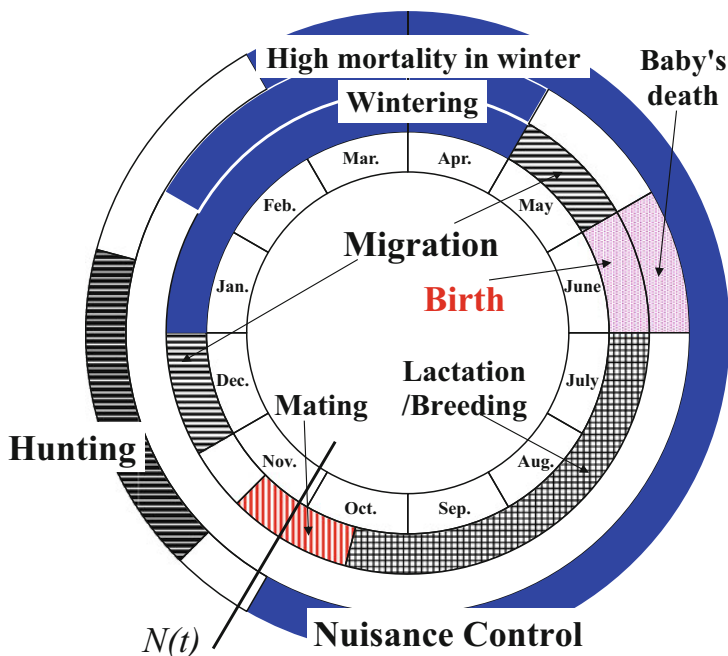 High mortality in winter
Baby's
death
Wintering
Mar.
Apr.
Feb.
May
Migration
Jan.
June
Birth
Dec.
July
Lactation
/Breeding
Mating
Hunting
Nov.
Aug.
Oct.
Sep.
N(t)
Nuisance Control